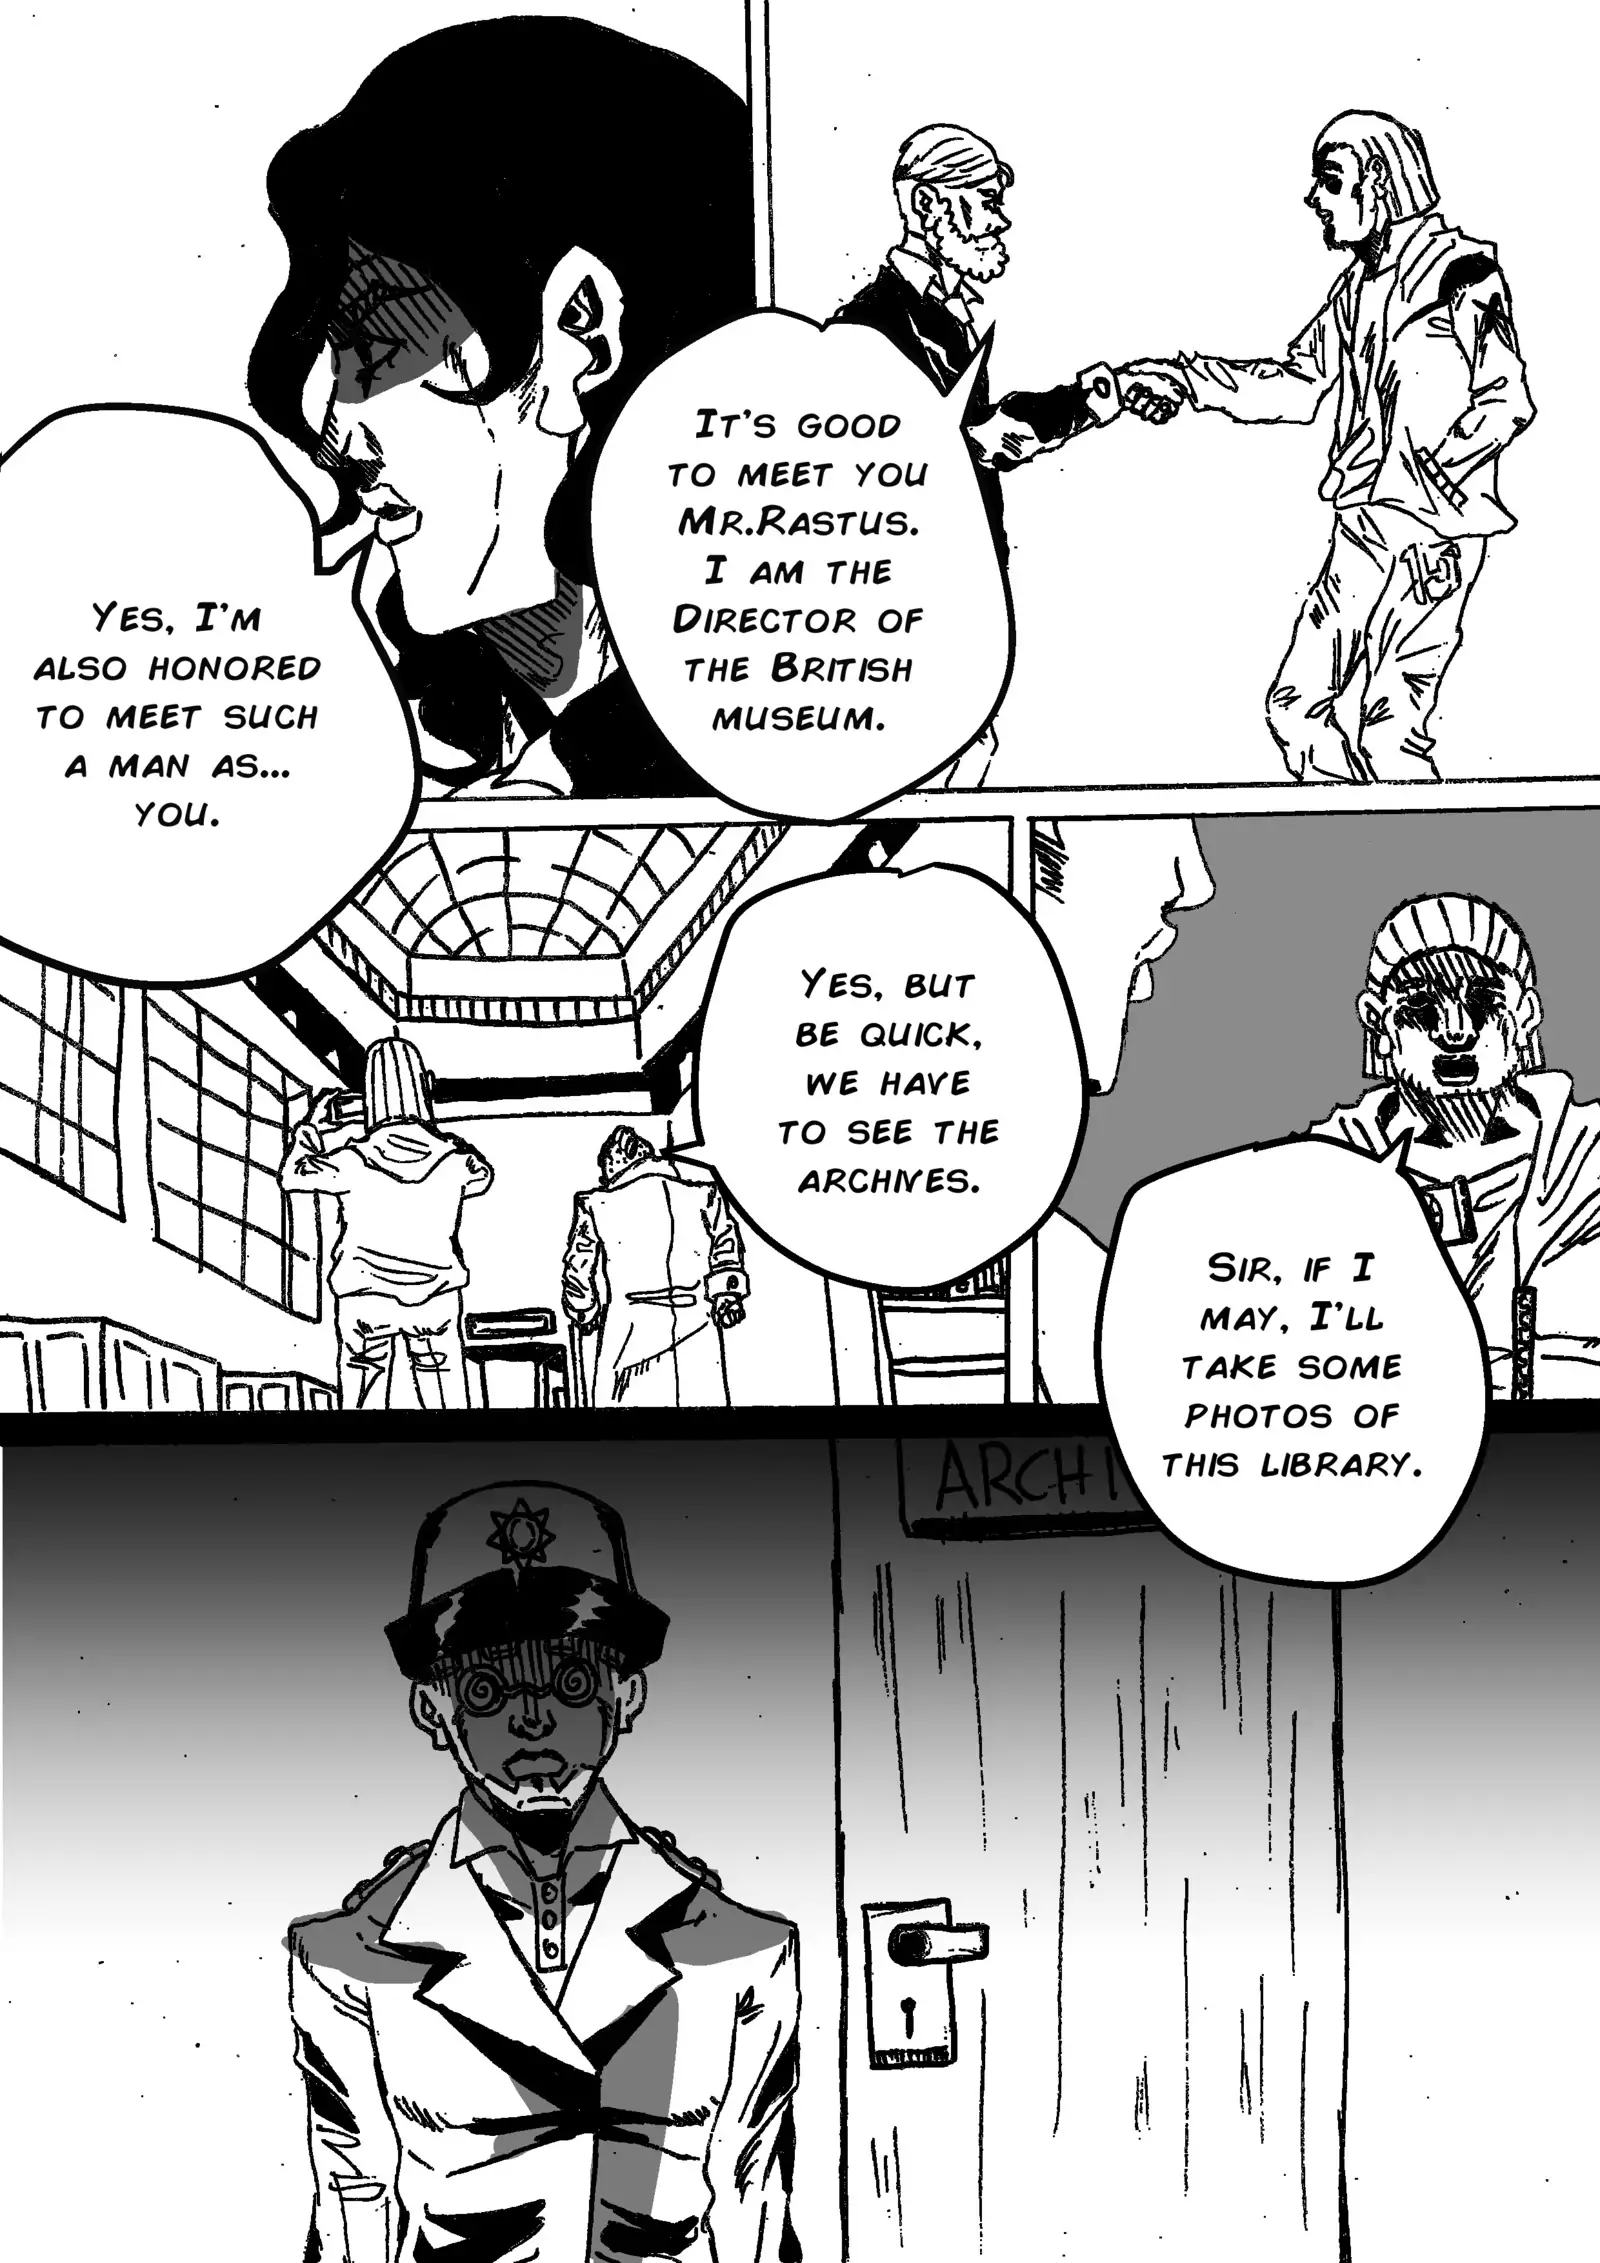 It's good
to meet you
Mr.Rastus.
I am the
Director of
the British
museum.
Yes, I'm
also honored
to meet such
a man as...
you.
Sir, if I
may, I'll
take some
photos of
this library.
Yes, but
be quick,
we have
to see the
archives.
ARCHI